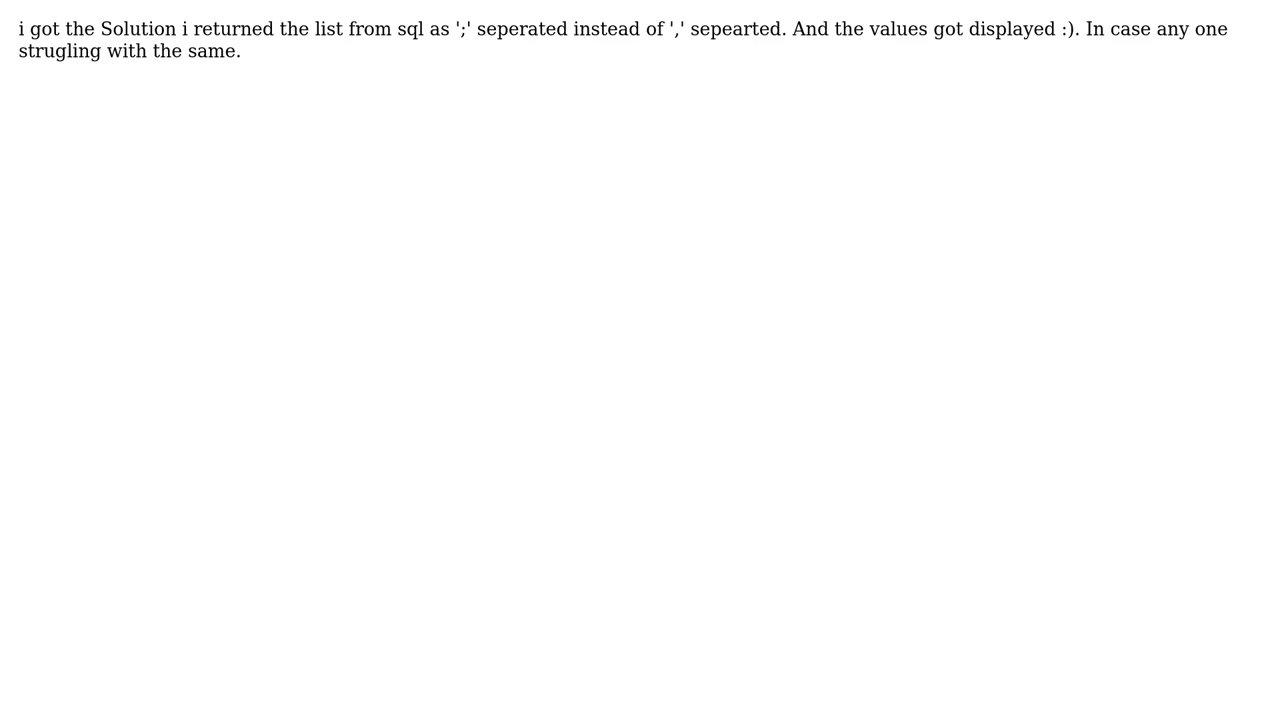 i got the Solution i returned the list from sql as ';' seperated instead of ',' sepearted. And the values got displayed :). In case any one
strugling with the same.